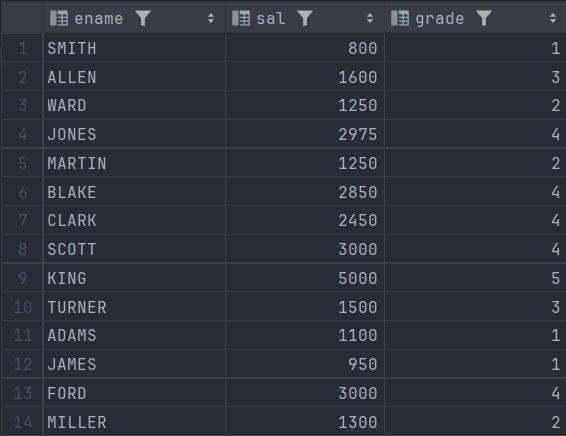 ename sal grade
1 SMITH 800 1
2 ALLEN 1600 3
3 WARD 1250 2
4 JONES 2975 4
5 MARTIN 1250 2
6 BLAKE 2850 4
7 CLARK 2450 4
8 SCOTT 3000 4
9 KING 5000 5
10 TURNER 1500 3
11 ADAMS 1100 1
12 JAMES 950 1
13 FORD 3000 4
14 MILLER 1300 2